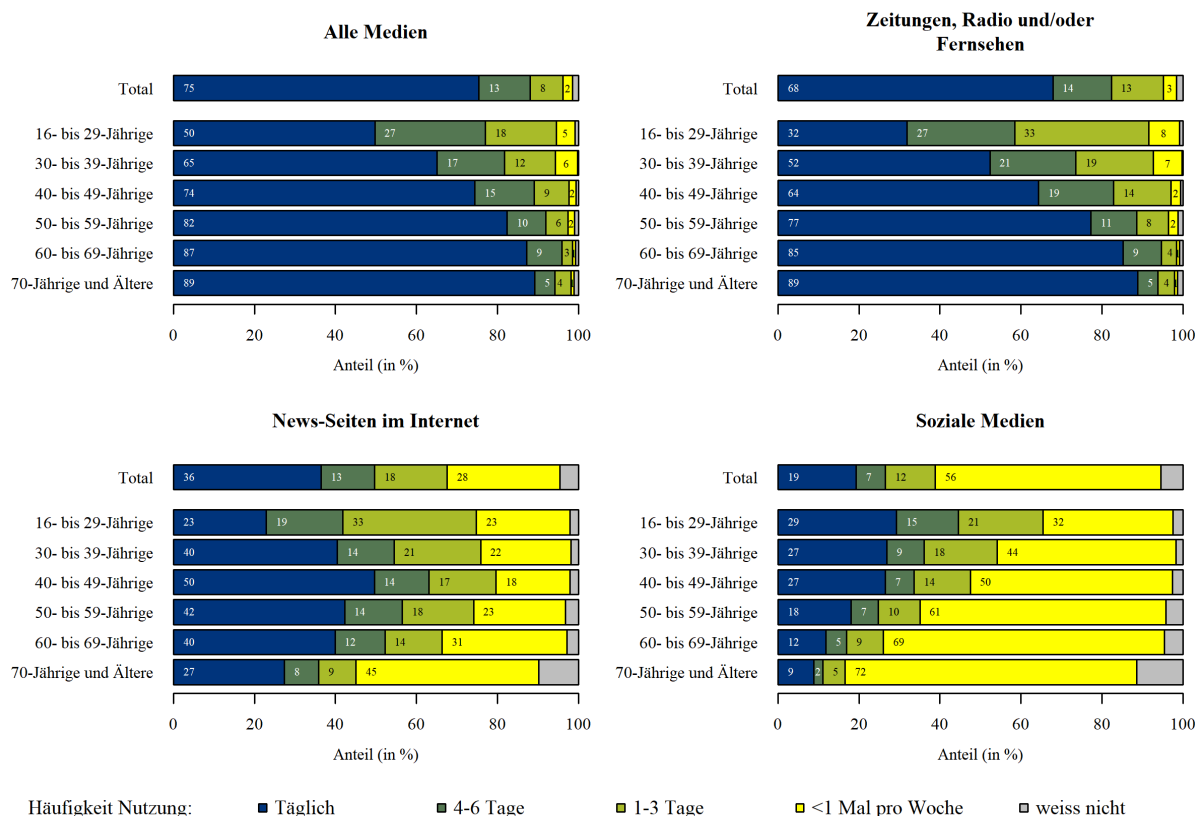 Alle Medien
Total 75 13 8 2
16- bis 29-Jährige 50 27 18 5
30- bis 39-Jährige 65 17 12 6
40- bis 49-Jährige 74 15 9 2
50- bis 59-Jährige 82 10 6 2
60- bis 69-Jährige 87 9 3 1
70-Jährige und Ältere 89 5 4 1
0 20 40 60 80 100
Anteil (in %)
Zeitungen, Radio und/oder
Fernsehen
Total 68 14 13 3
16- bis 29-Jährige 32 27 33 8
30- bis 39-Jährige 52 21 19 7
40- bis 49-Jährige 64 19 14 2
50- bis 59-Jährige 77 11 8 2
60- bis 69-Jährige 85 9 4 1
70-Jährige und Ältere 89 5 4 1
0 20 40 60 80 100
Anteil (in %)
News-Seiten im Internet
Total 36 13 18 28
16- bis 29-Jährige 23 19 33 23
30- bis 39-Jährige 40 14 21 22
40- bis 49-Jährige 50 14 17 18
50- bis 59-Jährige 42 14 18 23
60- bis 69-Jährige 40 12 14 31
70-Jährige und Ältere 27 8 9 45
0 20 40 60 80 100
Anteil (in %)
Soziale Medien
Total 19 7 12 56
16- bis 29-Jährige 29 15 21 32
30- bis 39-Jährige 27 9 18 44
40- bis 49-Jährige 27 7 14 50
50- bis 59-Jährige 18 7 10 61
60- bis 69-Jährige 12 5 9 69
70-Jährige und Ältere 9 2 5 72
0 20 40 60 80 100
Anteil (in %)
Häufigkeit Nutzung: Täglich 4-6 Tage 1-3 Tage <1 Mal pro Woche weiss nicht